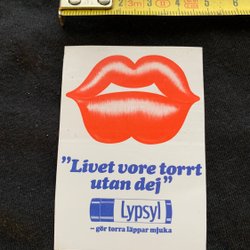 ”Livet vore torrt
utan dej”
Lypsyl
– gör torra läppar mjuka